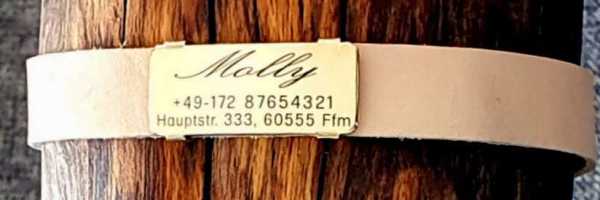 Molly
+49-172 87654321
Hauptstr. 333, 60555 Ffm